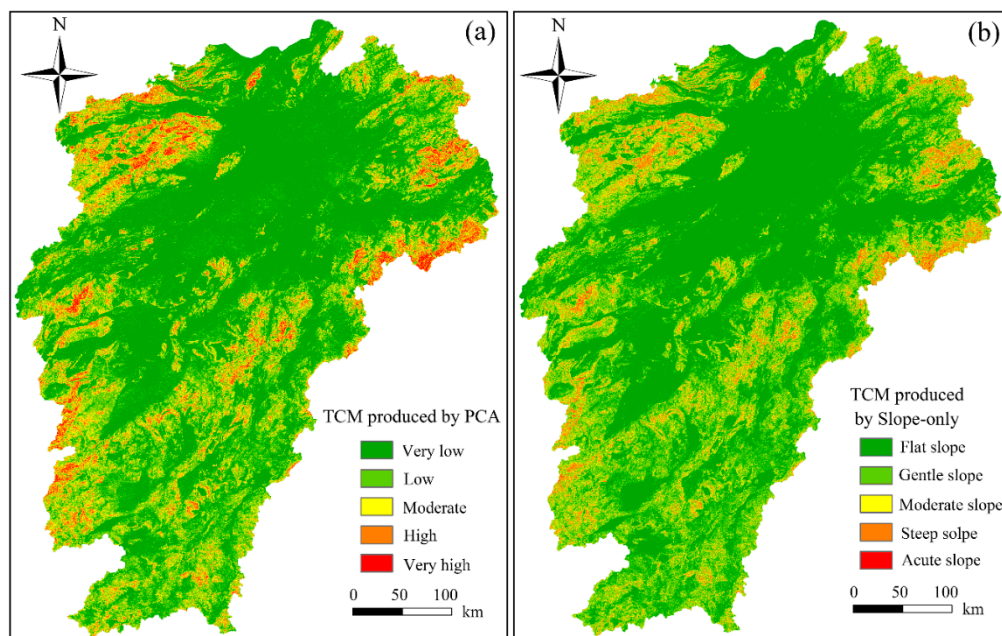 N
(a)
TCM produced by PCA
Very low
Low
Moderate
High
Very high
0 50 100
km
N
(b)
TCM produced
by Slope-only
Flat slope
Gentle slope
Moderate slope
Steep solpe
Acute slope
0 50 100
km